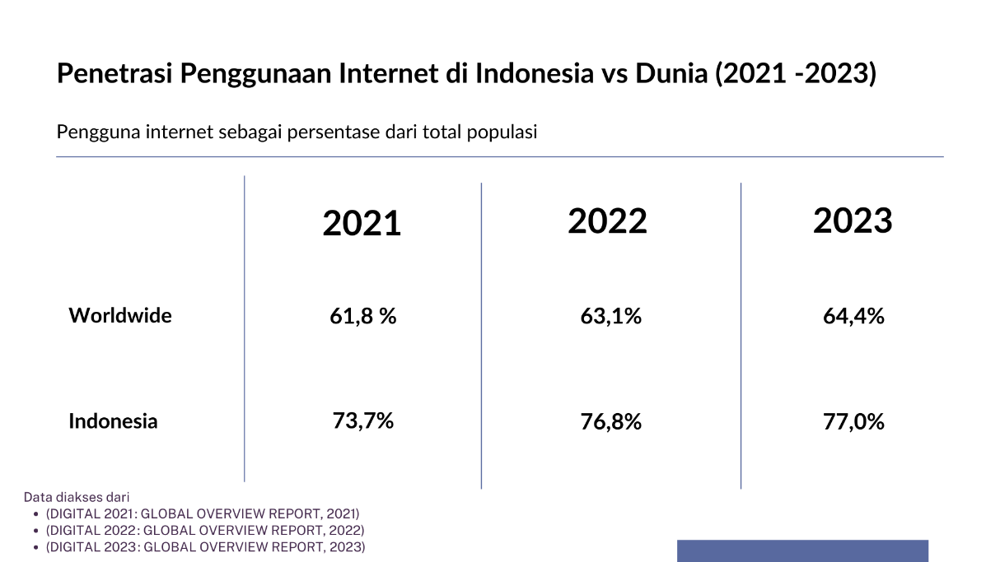 Penetrasi Penggunaan Internet di Indonesia vs Dunia (2021 -2023)
Pengguna internet sebagai persentase dari total populasi
2021 2022 2023
Worldwide 61,8 % 63,1% 64,4%
Indonesia 73,7% 76,8% 77,0%
Data diakses dari
• (DIGITAL 2021: GLOBAL OVERVIEW REPORT, 2021)
• (DIGITAL 2022: GLOBAL OVERVIEW REPORT, 2022)
• (DIGITAL 2023: GLOBAL OVERVIEW REPORT, 2023)